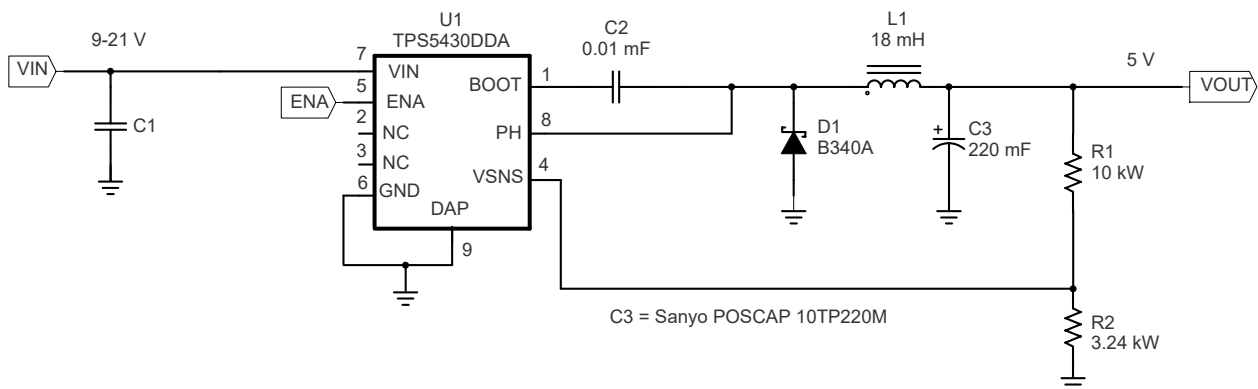 U1
TPS5430DDA
9-21 V
VIN
ENA
7
5
2
3
6
VIN
ENA
NC
NC
GND
BOOT
PH
VSNS
DAP
1
8
4
9
C1
C2
0.01 mF
L1
18 mH
5 V
VOUT
D1
B340A
+
C3
220 mF
R1
10 kW
C3 = Sanyo POSCAP 10TP220M
R2
3.24 kW